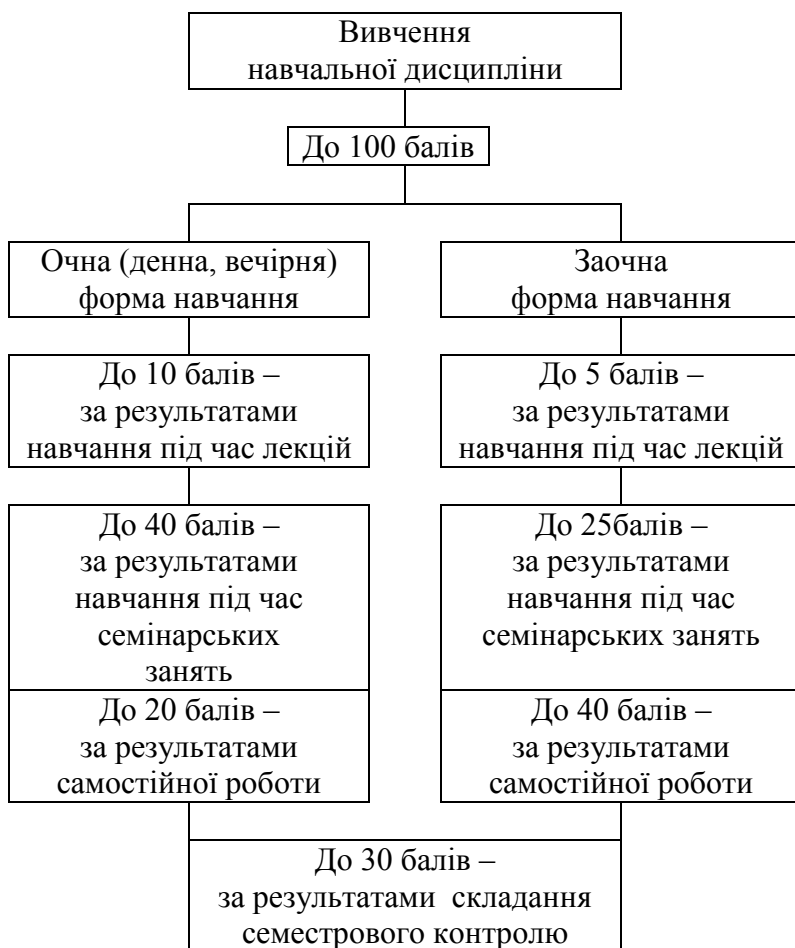 Вивчення
навчальної дисципліни
До 100 балів
Очна (денна, вечірня)
форма навчання
Заочна
форма навчання
До 10 балів –
за результатами
навчання під час лекцій
До 5 балів –
за результатами
навчання під час лекцій
До 40 балів –
за результатами
навчання під час
семінарських
занять
До 25балів –
за результатами
навчання під час
семінарських занять
До 20 балів –
за результатами
самостійної роботи
До 40 балів –
за результатами
самостійної роботи
До 30 балів –
за результатами складання
семестрового контролю